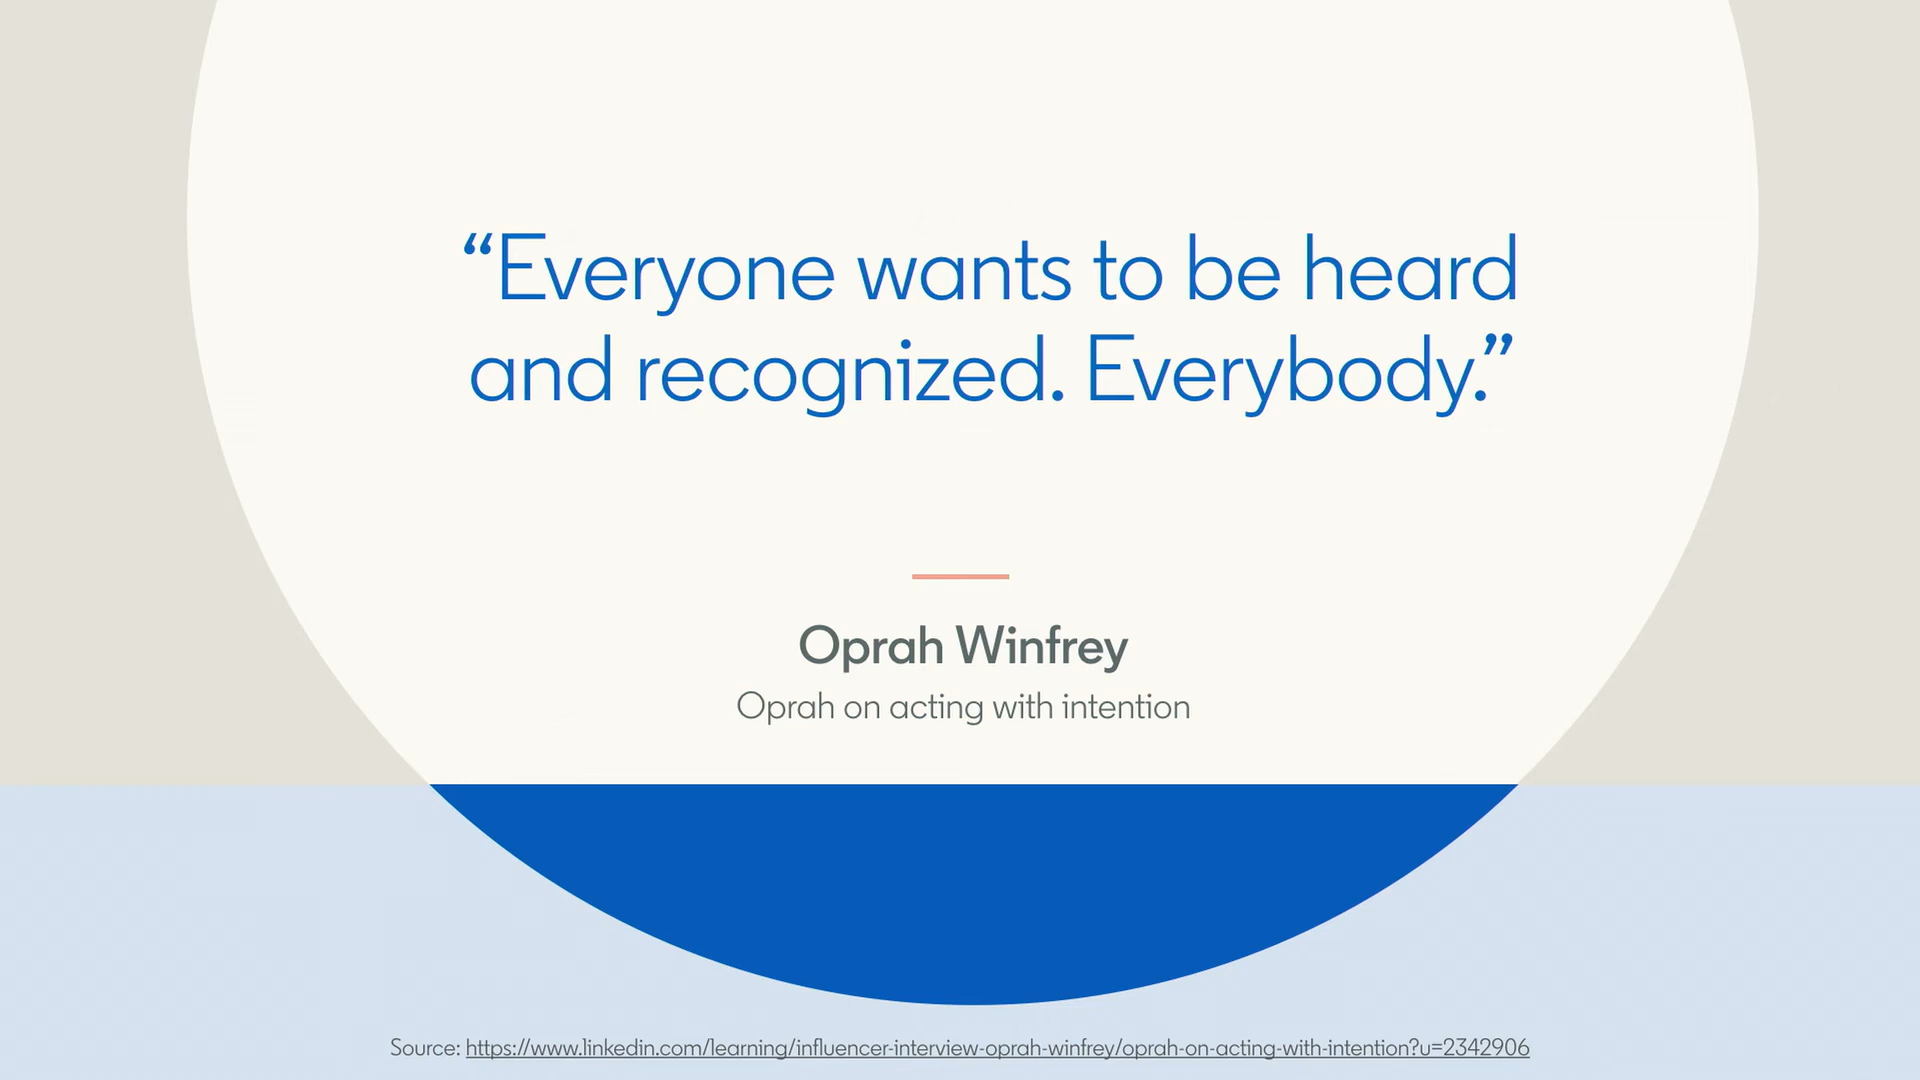 “Everyone wants to be heard
and recognized. Everybody.”
Oprah Winfrey
Oprah on acting with intention
Source: https://www.linkedin.com/learning/influencer-interview-oprah-winfrey/oprah-on-acting-with-intention?u=2342906